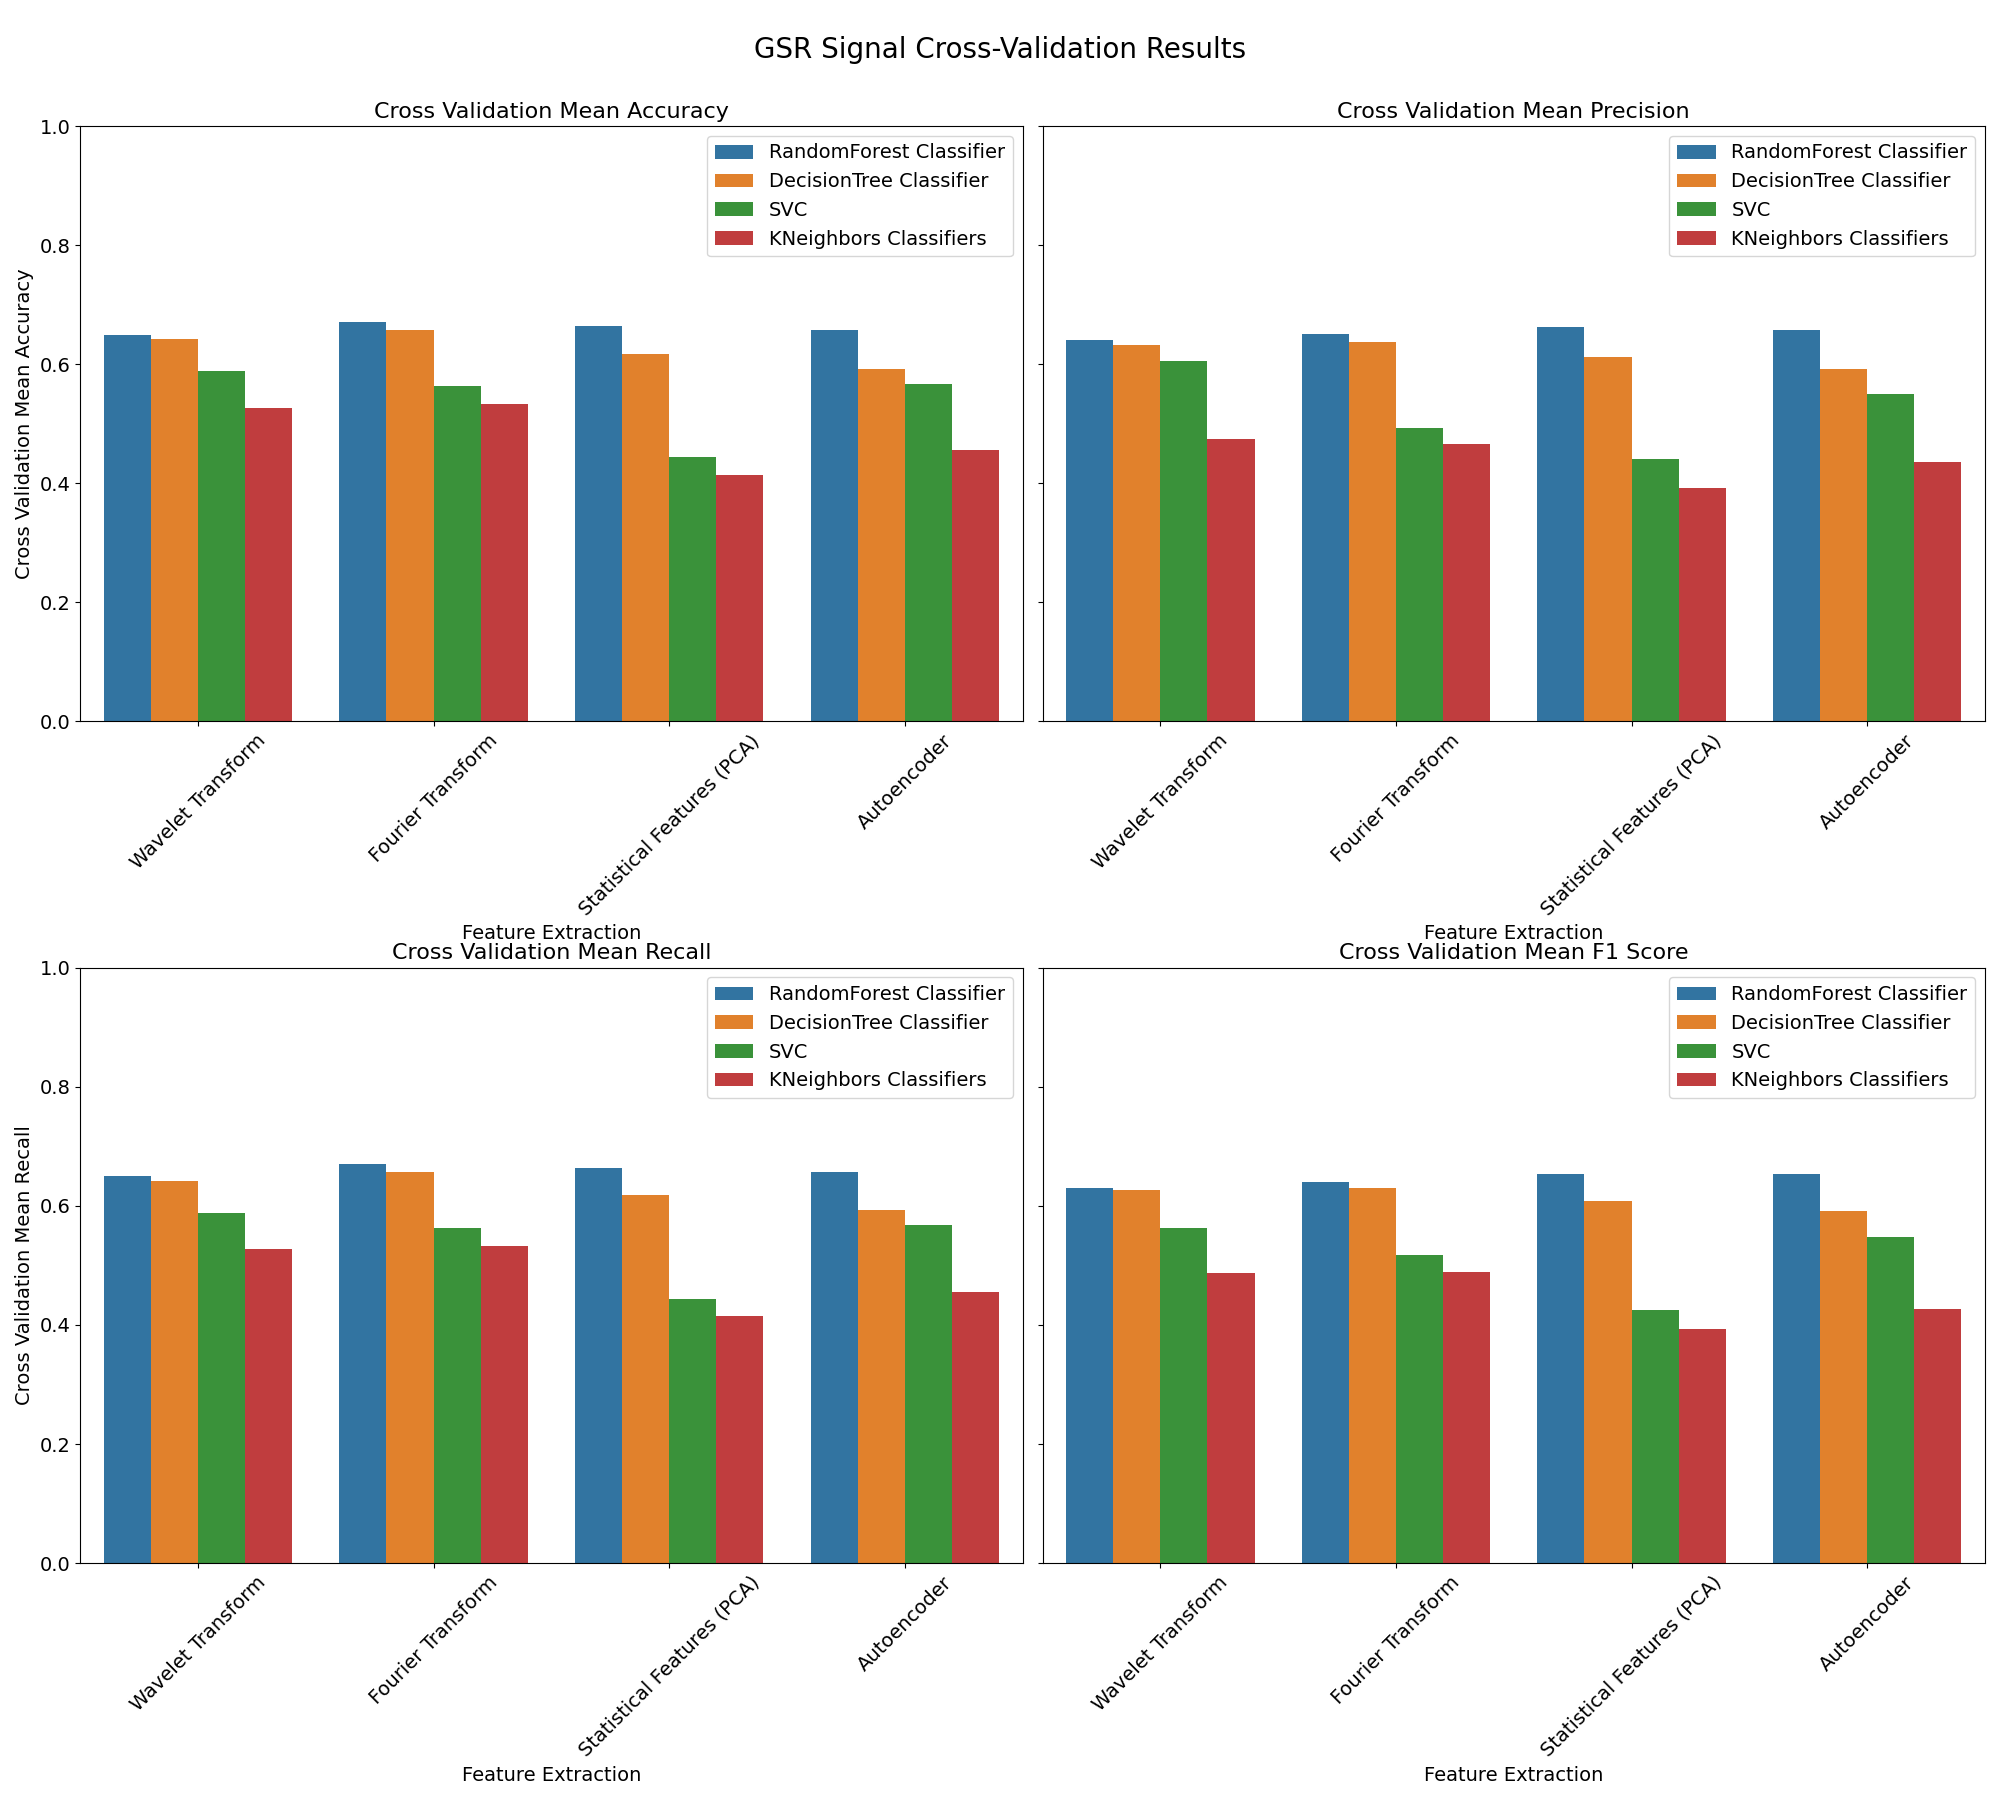 GSR Signal Cross-Validation Results
Cross Validation Mean Accuracy
Cross Validation Mean Accuracy
1.0
0.8
0.6
0.4
0.2
0.0
RandomForest Classifier
DecisionTree Classifier
SVC
KNeighbors Classifiers
Wavelet Transform
Fourier Transform
Statistical Features (PCA)
Autoencoder
Feature Extraction
Cross Validation Mean Precision
RandomForest Classifier
DecisionTree Classifier
SVC
KNeighbors Classifiers
Wavelet Transform
Fourier Transform
Statistical Features (PCA)
Autoencoder
Feature Extraction
Cross Validation Mean Recall
Cross Validation Mean Recall
1.0
0.8
0.6
0.4
0.2
0.0
RandomForest Classifier
DecisionTree Classifier
SVC
KNeighbors Classifiers
Wavelet Transform
Fourier Transform
Statistical Features (PCA)
Autoencoder
Feature Extraction
Cross Validation Mean F1 Score
RandomForest Classifier
DecisionTree Classifier
SVC
KNeighbors Classifiers
Wavelet Transform
Fourier Transform
Statistical Features (PCA)
Autoencoder
Feature Extraction